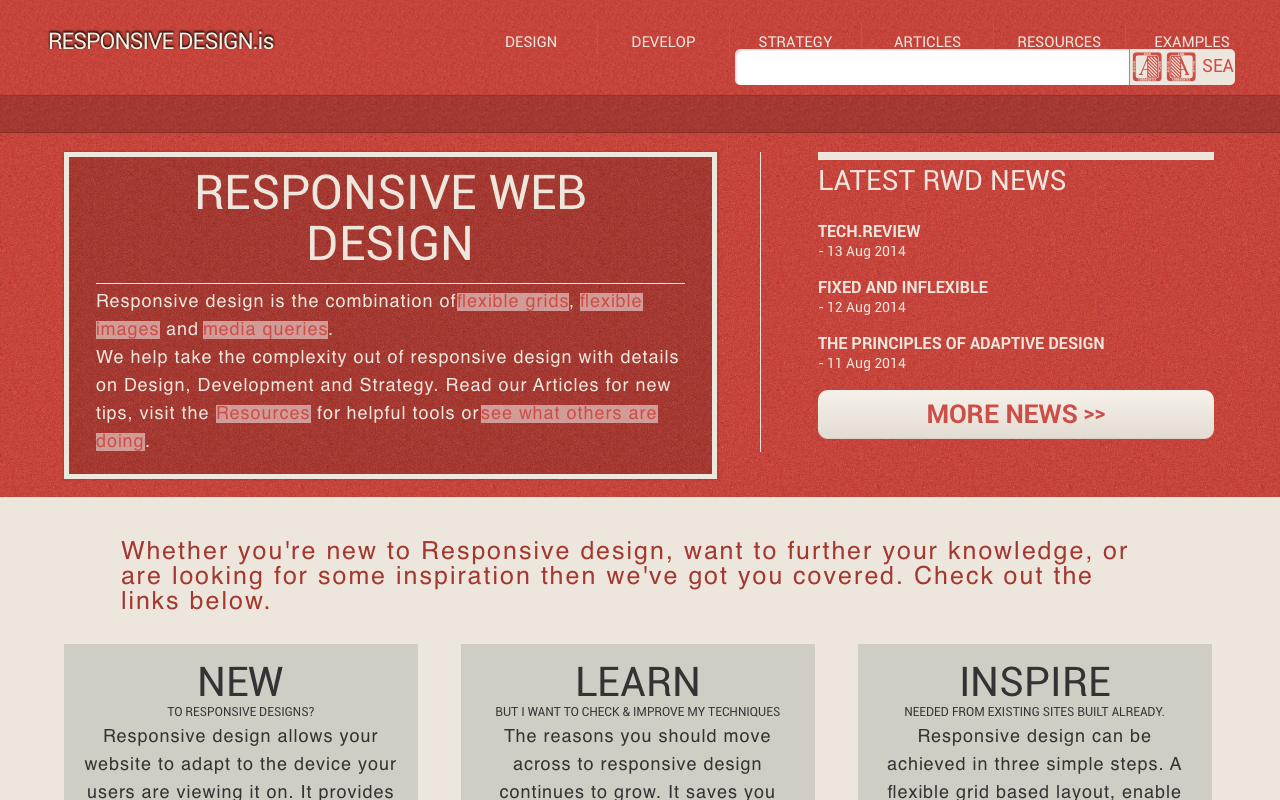 RESPONSIVE DESIGN.is
DESIGN
DEVELOP
STRATEGY
ARTICLES
RESOURCES
EXAMPLES
SEA
RESPONSIVE WEB
DESIGN
Responsive design is the combination of flexible grids, flexible
images and media queries.
We help take the complexity out of responsive design with details
on Design, Development and Strategy. Read our Articles for new
tips, visit the Resources for helpful tools or see what others are
doing.
LATEST RWD NEWS
TECH.REVIEW
- 13 Aug 2014
FIXED AND INFLEXIBLE
- 12 Aug 2014
THE PRINCIPLES OF ADAPTIVE DESIGN
- 11 Aug 2014
MORE NEWS >>
Whether you're new to Responsive design, want to further your knowledge, or
are looking for some inspiration then we've got you covered. Check out the
links below.
NEW
TO RESPONSIVE DESIGNS?
Responsive design allows your
website to adapt to the device your
users are viewing it on. It provides
LEARN
BUT I WANT TO CHECK & IMPROVE MY TECHNIQUES
The reasons you should move
across to responsive design
continues to grow. It saves you
INSPIRE
NEEDED FROM EXISTING SITES BUILT ALREADY.
Responsive design can be
achieved in three simple steps. A
flexible grid based layout, enable